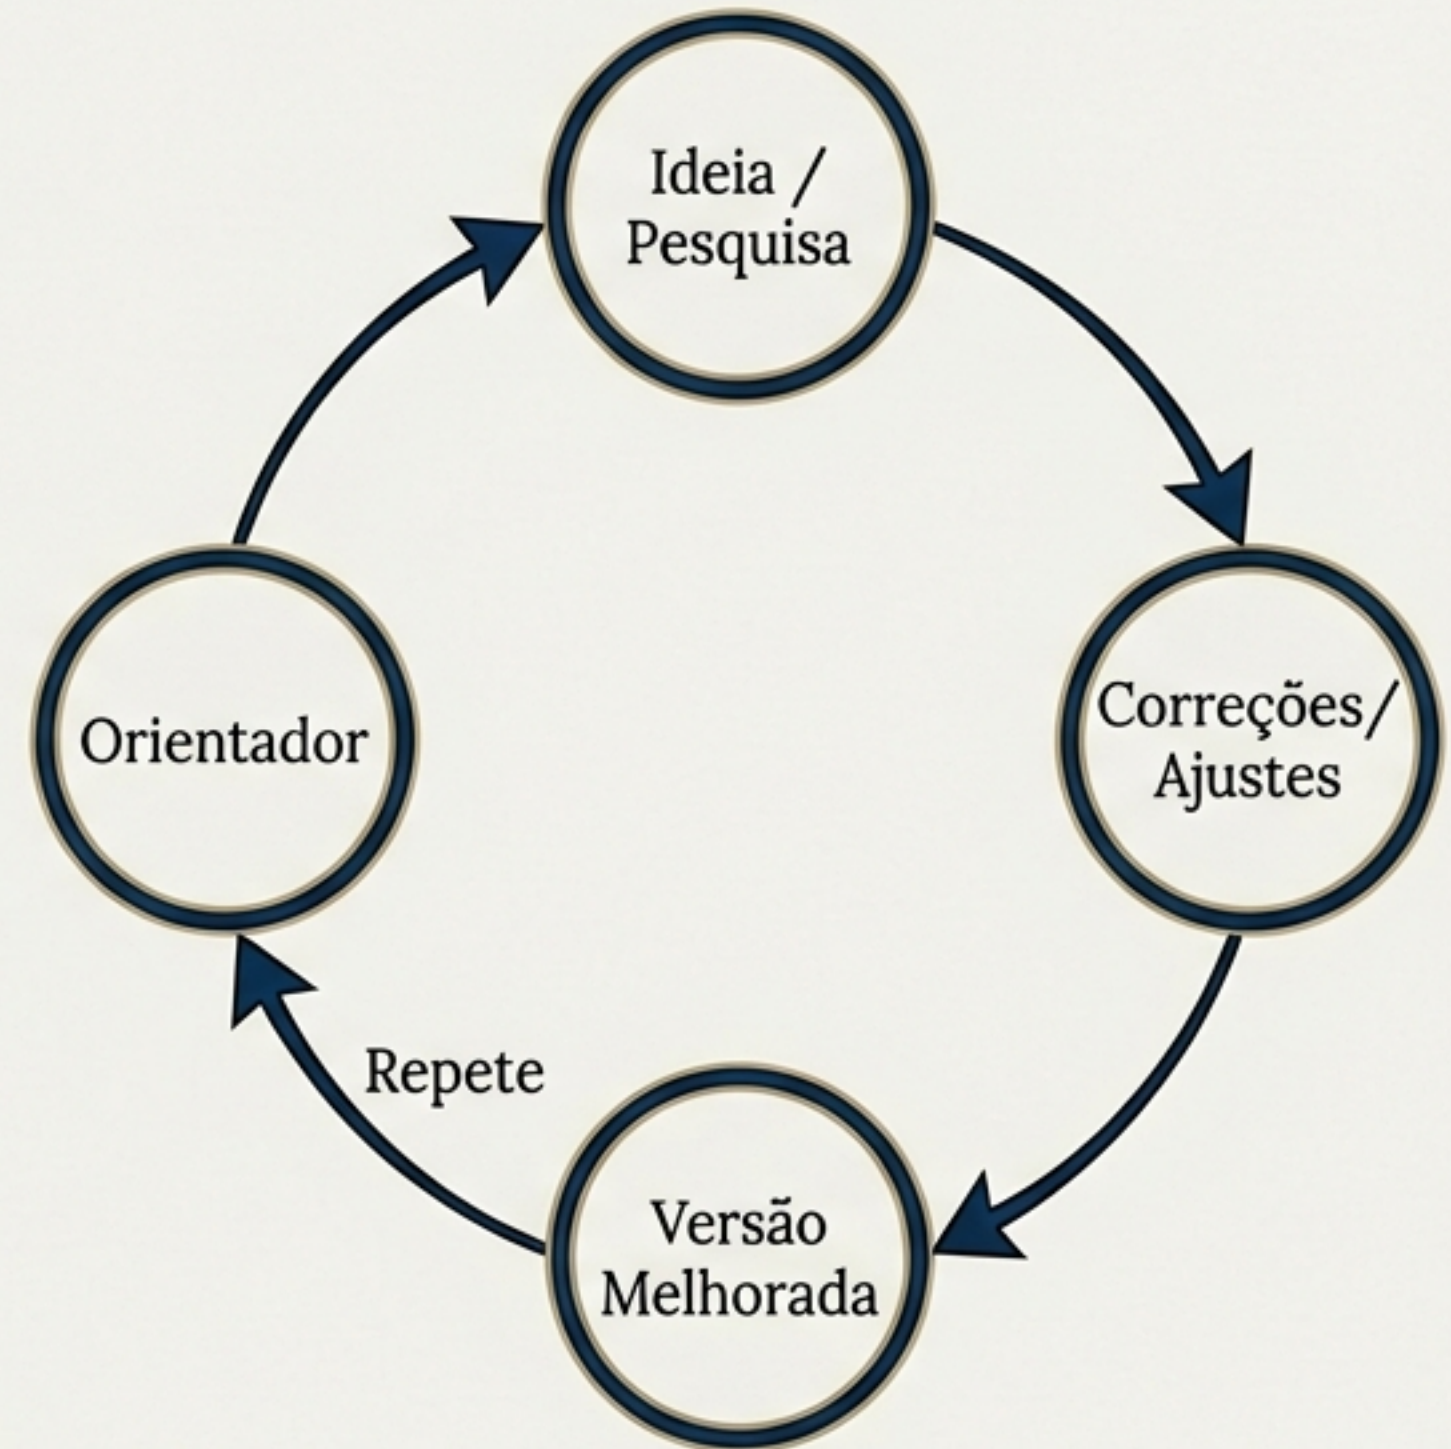 Ideia /
Pesquisa
Correções/
Ajustes
Versão
Melhorada
Repete
Orientador